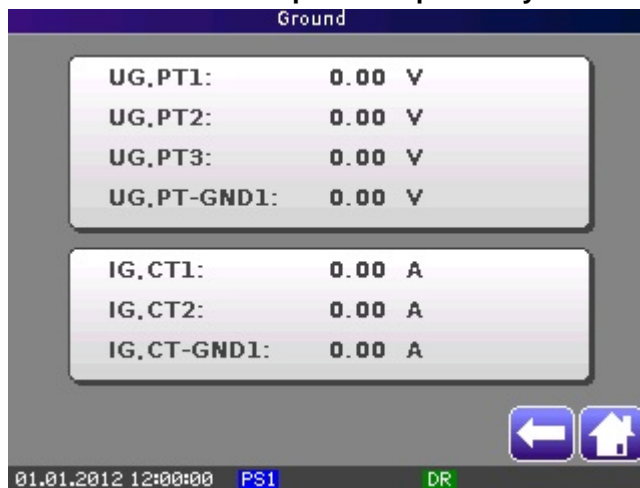 Ground
UG,PT1: 0.00 V
UG,PT2: 0.00 V
UG,PT3: 0.00 V
UG,PT-GND1: 0.00 V
IG,CT1: 0.00 A
IG,CT2: 0.00 A
IG,CT-GND1: 0.00 A
01.01.2012 12:00:00 PS1 DR